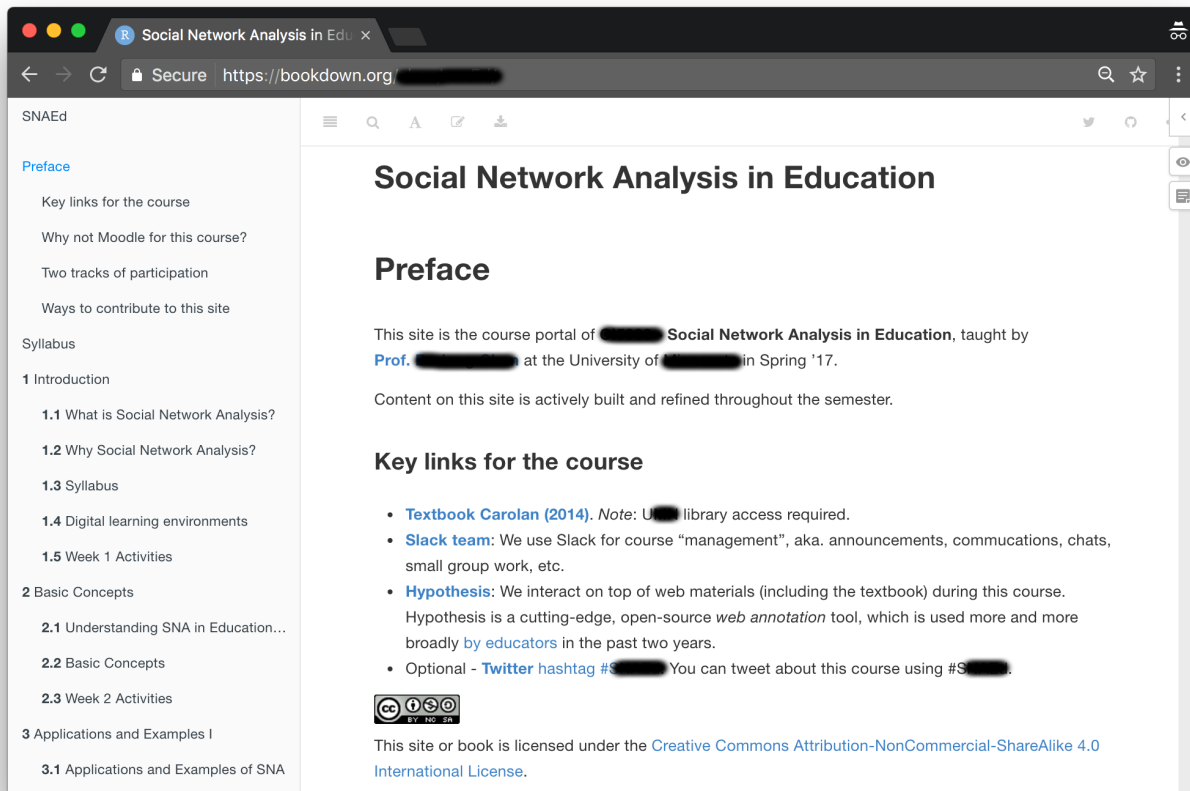 Social Network Analysis in Edu
Secure https://bookdown.org/
SNAEd
Preface
Key links for the course
Why not Moodle for this course?
Two tracks of participation
Ways to contribute to this site
Syllabus
1 Introduction
1.1 What is Social Network Analysis?
1.2 Why Social Network Analysis?
1.3 Syllabus
1.4 Digital learning environments
1.5 Week 1 Activities
2 Basic Concepts
2.1 Understanding SNA in Education…
2.2 Basic Concepts
2.3 Week 2 Activities
3 Applications and Examples I
3.1 Applications and Examples of SNA
Social Network Analysis in Education
Preface
This site is the course portal of Social Network Analysis in Education, taught by
Prof. at the University of in Spring ’17.
Content on this site is actively built and refined throughout the semester.
Key links for the course
• Textbook Carolan (2014). Note: U library access required.
• Slack team: We use Slack for course “management”, aka. announcements, commucations, chats,
small group work, etc.
• Hypothesis: We interact on top of web materials (including the textbook) during this course.
Hypothesis is a cutting-edge, open-source web annotation tool, which is used more and more
broadly by educators in the past two years.
• Optional - Twitter hashtag #S You can tweet about this course using #S.
cc BY NC SA
This site or book is licensed under the Creative Commons Attribution-NonCommercial-ShareAlike 4.0
International License.